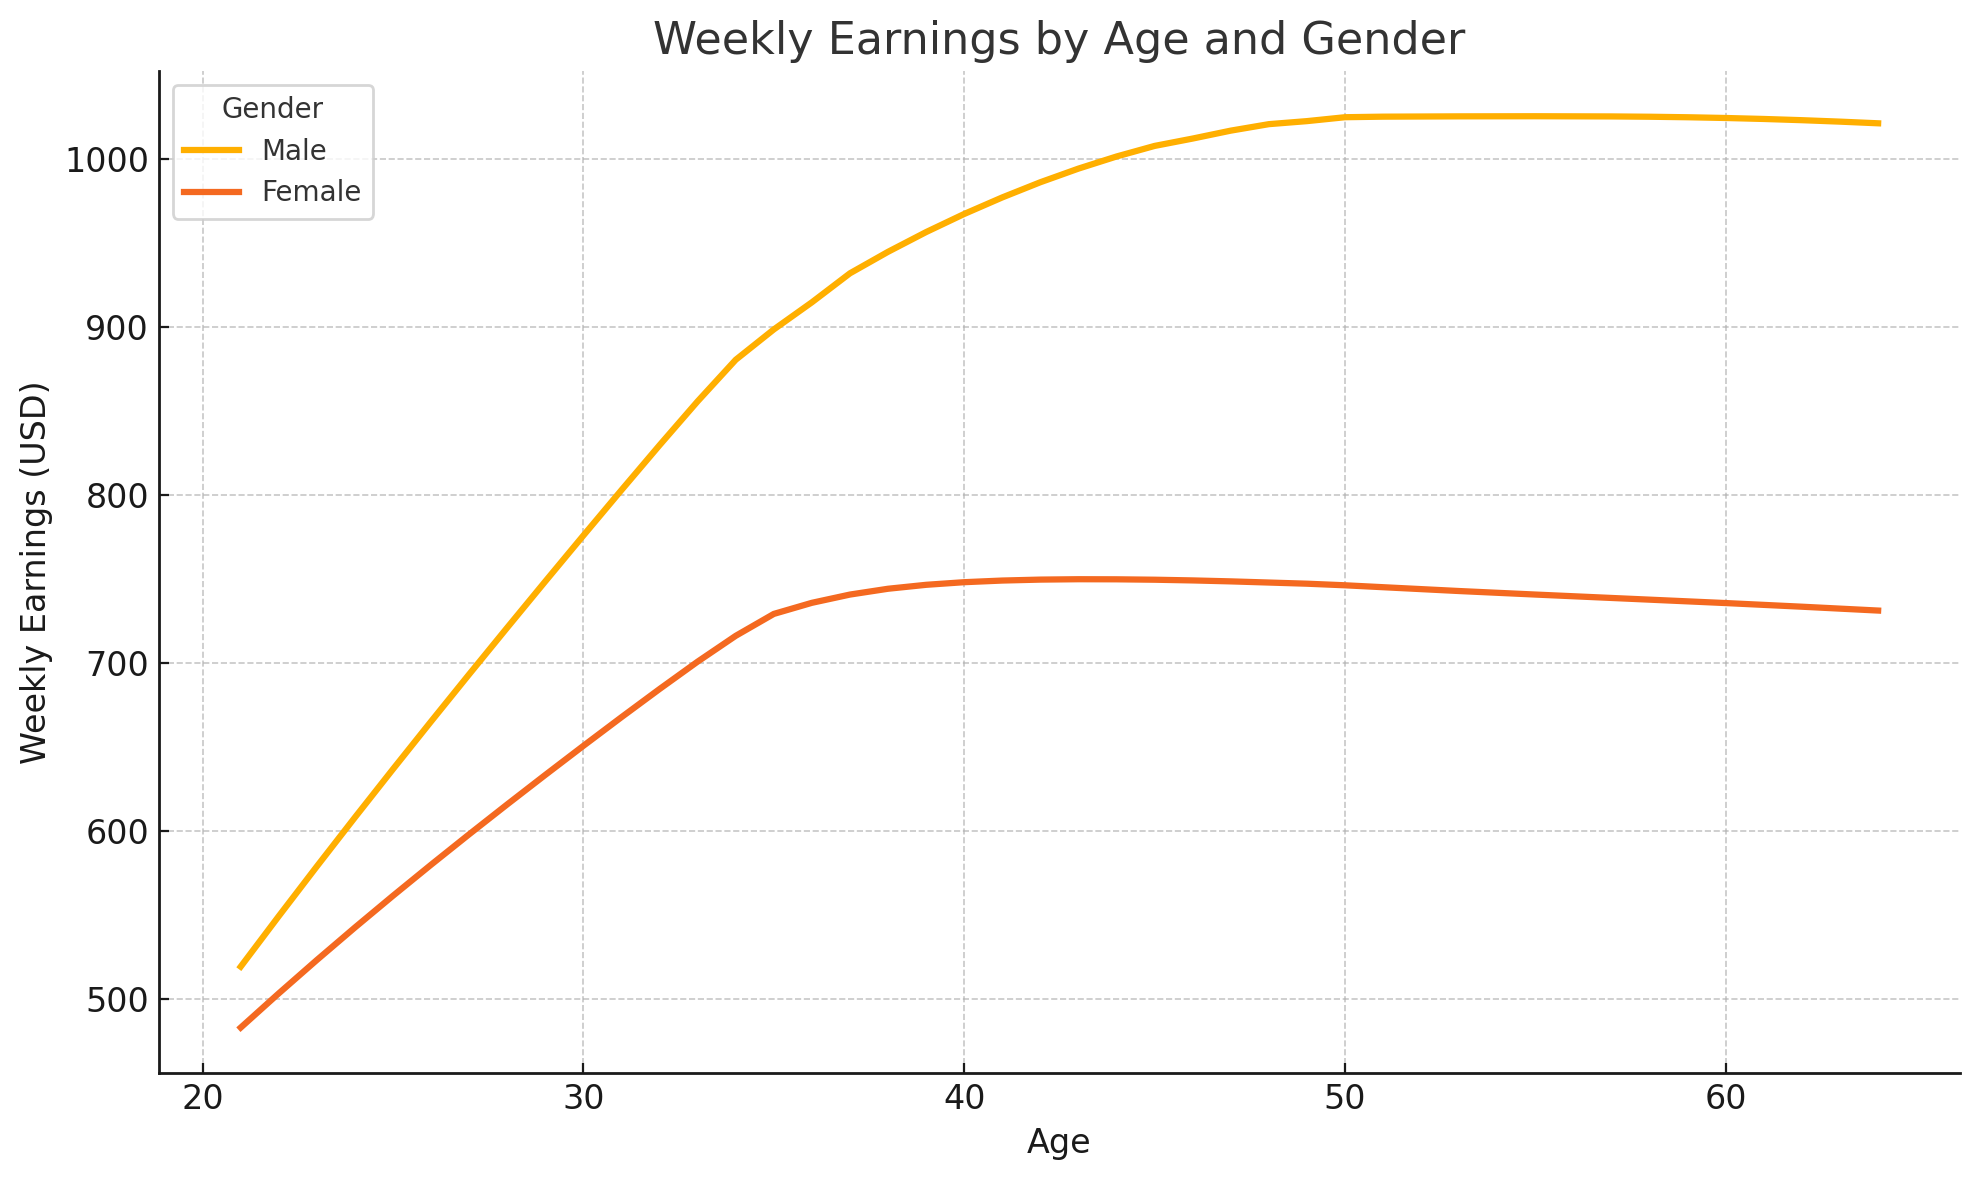 Weekly Earnings by Age and Gender
Gender
Male
Female
1000
900
800
700
600
500
Weekly Earnings (USD)
20 30 40 50 60
Age